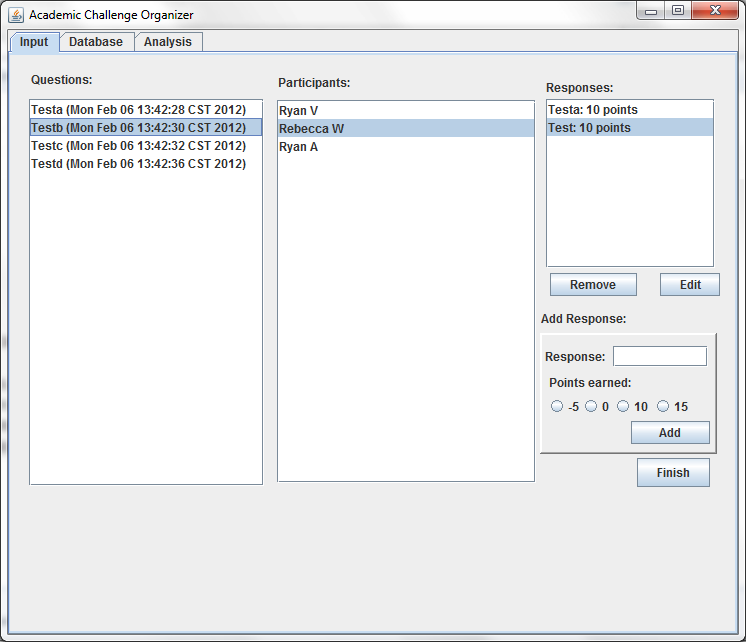 Academic Challenge Organizer
Input Database Analysis
Questions:
Testa (Mon Feb 06 13:42:28 CST 2012)
Testb (Mon Feb 06 13:42:30 CST 2012)
Testc (Mon Feb 06 13:42:32 CST 2012)
Testd (Mon Feb 06 13:42:36 CST 2012)
Participants:
Ryan V
Rebecca W
Ryan A
Responses:
Testa: 10 points
Test: 10 points
Remove Edit
Add Response:
Response:
Points earned:
-5 0 10 15
Add
Finish